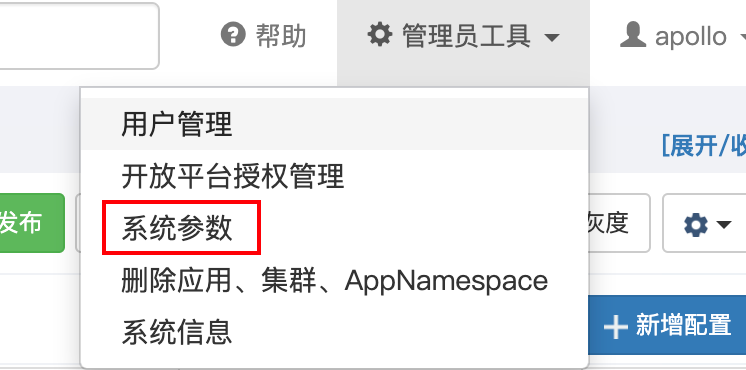 帮助 管理员工具 apollo
用户管理
[展开/收
开放平台授权管理
发布 系统参数 灰度
删除应用、集群、AppNamespace
新增配置
系统信息